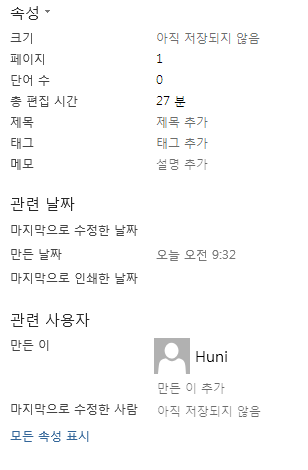 속성
크기 아직 저장되지 않음
페이지 1
단어 수 0
총 편집 시간 27 분
제목 제목 추가
태그 태그 추가
메모 설명 추가
관련 날짜
마지막으로 수정한 날짜
만든 날짜 오늘 오전 9:32
마지막으로 인쇄한 날짜
관련 사용자
만든 이 Huni
만든 이 추가
마지막으로 수정한 사람 아직 저장되지 않음
모든 속성 표시